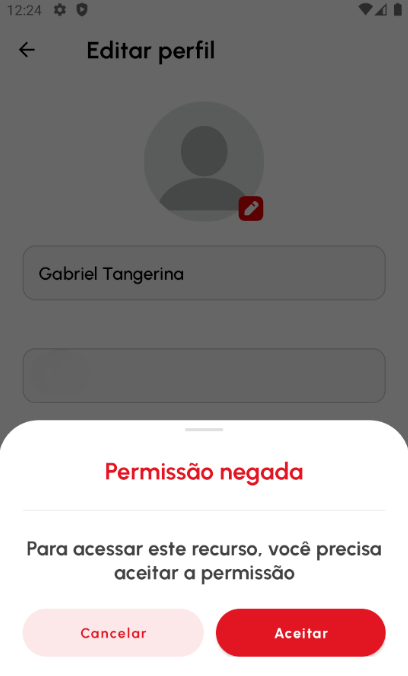 12:24
Editar perfil
Gabriel Tangerina
Permissão negada
Para acessar este recurso, você precisa
aceitar a permissão
Cancelar
Aceitar